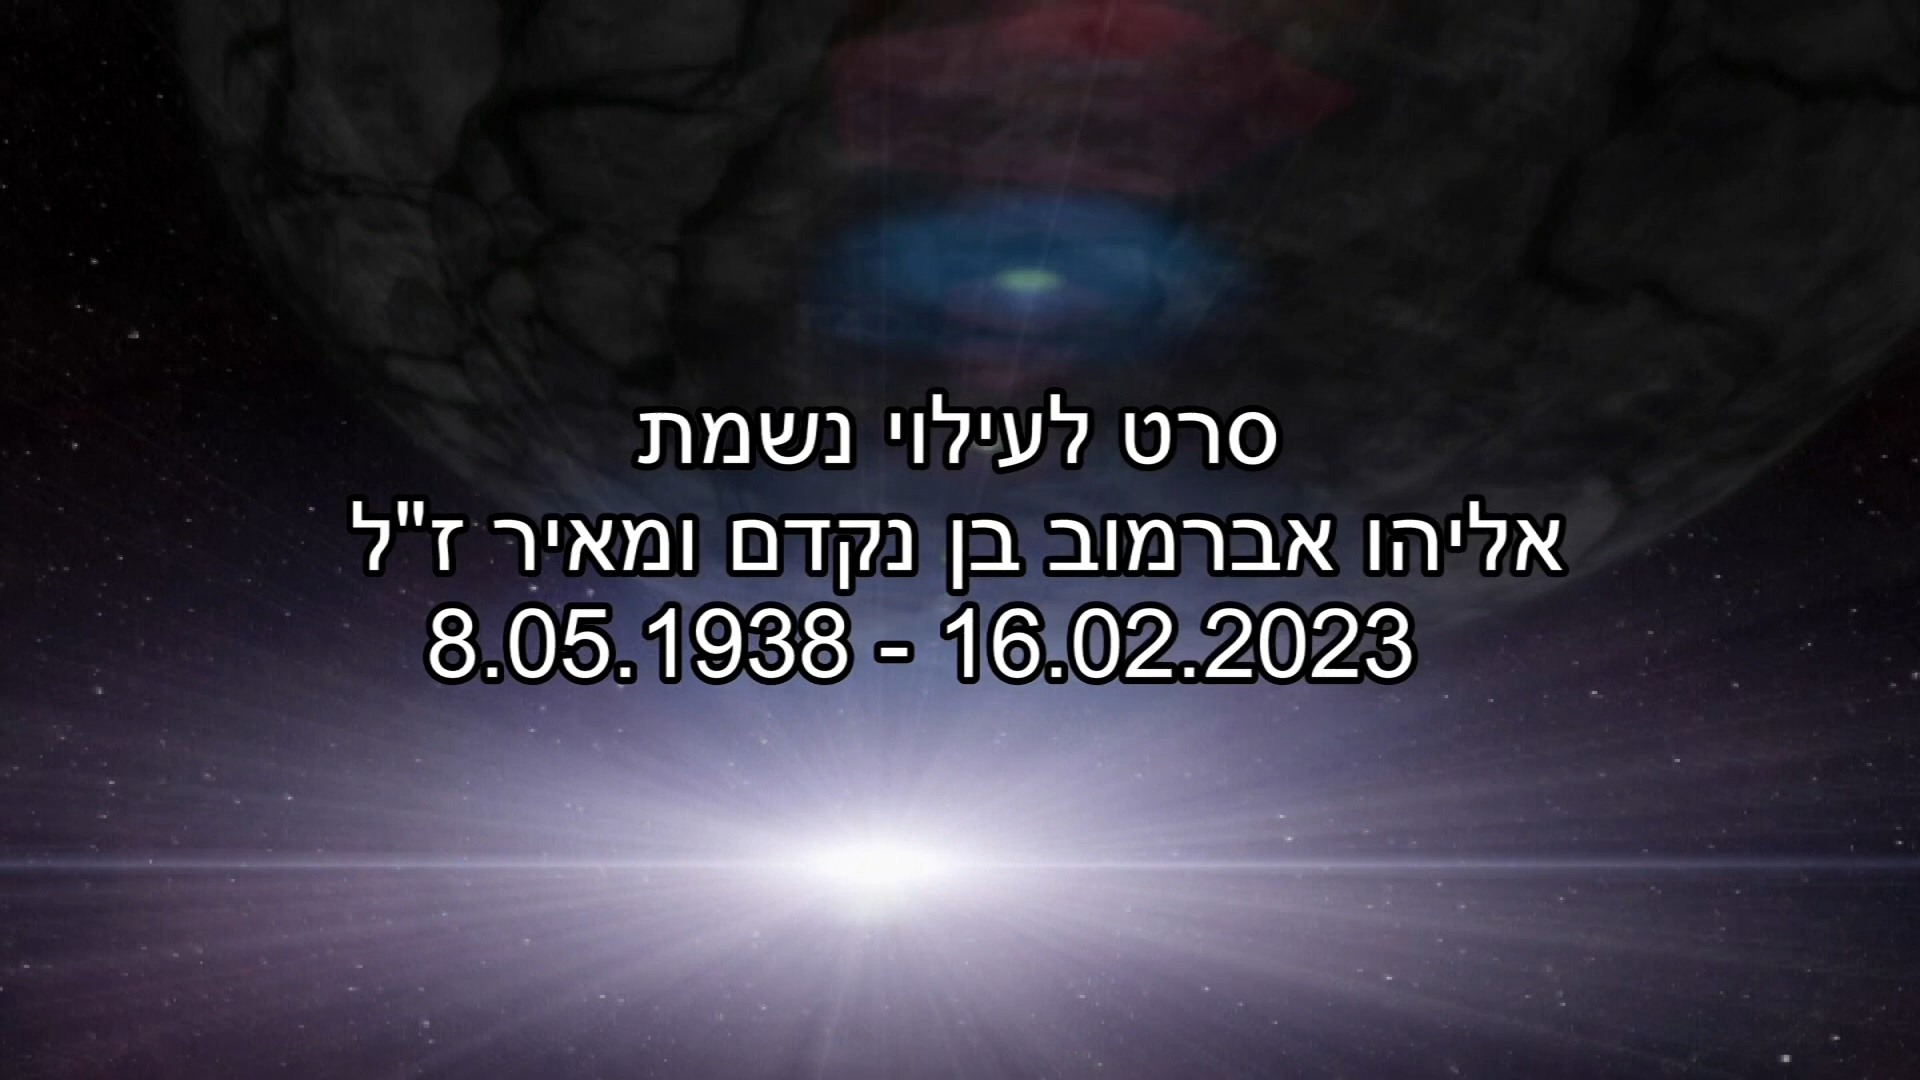 סרט לעילוי נשמת
אליהו אברמוב בן נקדם ומאיר ז"ל
8.05.1938 - 16.02.2023